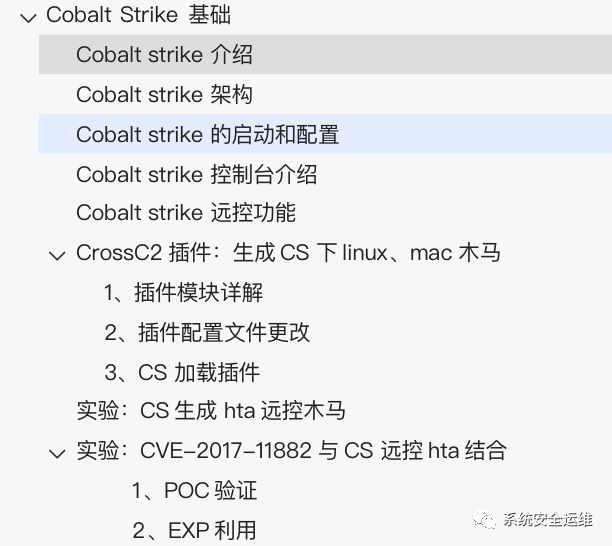 Cobalt Strike 基础
Cobalt strike 介绍
Cobalt strike 架构
Cobalt strike 的启动和配置
Cobalt strike 控制台介绍
Cobalt strike 远控功能
CrossC2 插件：生成 CS 下 linux、mac 木马
1、插件模块详解
2、插件配置文件更改
3、CS 加载插件
实验：CS 生成 hta 远控木马
实验：CVE-2017-11882 与 CS 远控 hta 结合
1、POC 验证
2、EXP 利用
系统安全运维